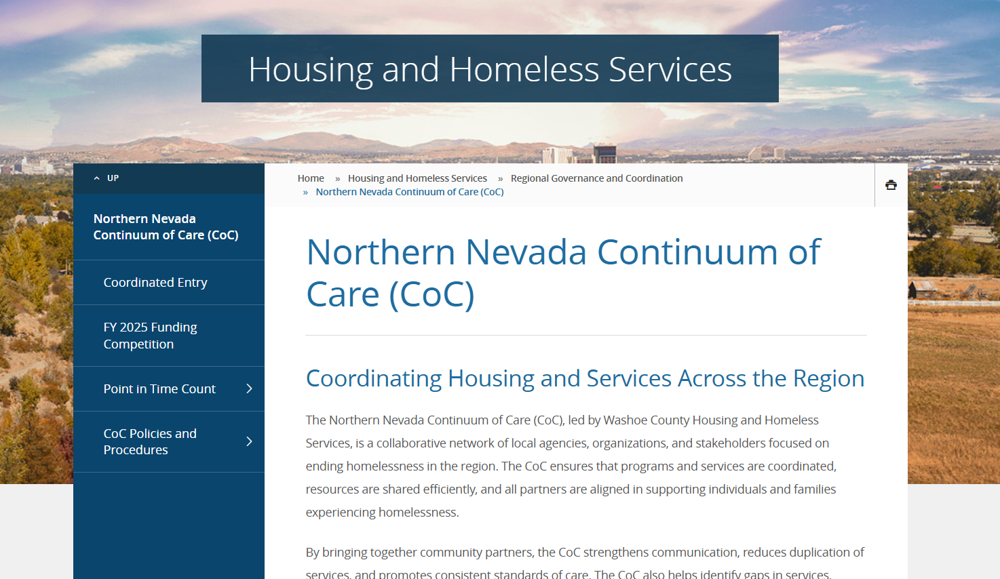 Housing and Homeless Services
UP
Northern Nevada
Continuum of Care (CoC)
Coordinated Entry
FY 2025 Funding
Competition
Point in Time Count
CoC Policies and
Procedures
Home » Housing and Homeless Services » Regional Governance and Coordination
» Northern Nevada Continuum of Care (CoC)
Northern Nevada Continuum of
Care (CoC)
Coordinating Housing and Services Across the Region
The Northern Nevada Continuum of Care (CoC), led by Washoe County Housing and Homeless
Services, is a collaborative network of local agencies, organizations, and stakeholders focused on
ending homelessness in the region. The CoC ensures that programs and services are coordinated,
resources are shared efficiently, and all partners are aligned in supporting individuals and families
experiencing homelessness.
By bringing together community partners, the CoC strengthens communication, reduces duplication of
services, and promotes consistent standards of care. The CoC also helps identify gaps in services,